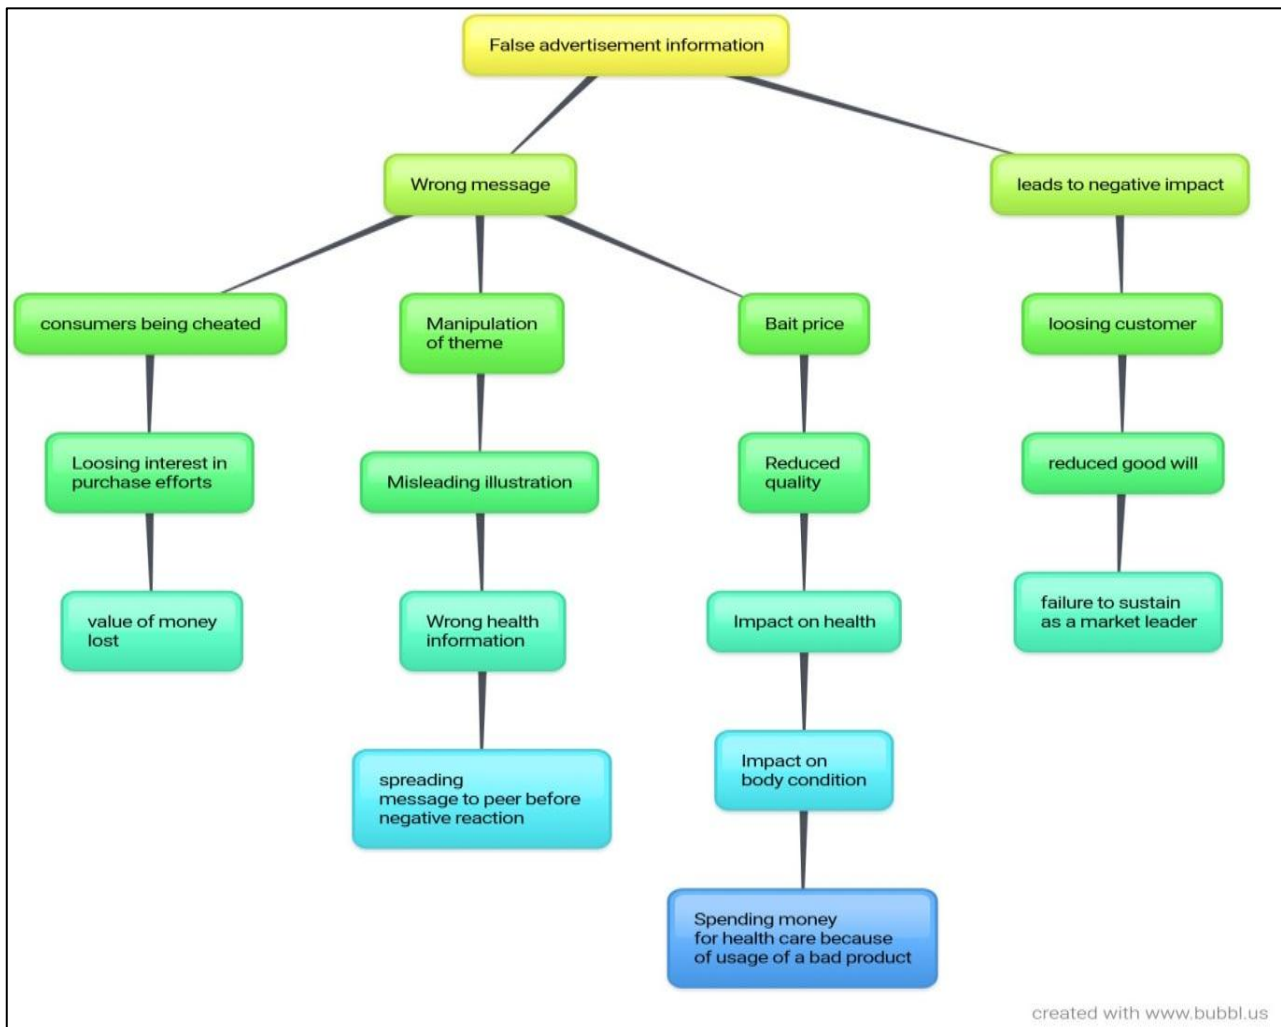 False advertisement information
Wrong message
leads to negative impact
consumers being cheated
Manipulation
of theme
Bait price
loosing customer
Loosing interest in
purchase efforts
Misleading illustration
Reduced
quality
reduced good will
value of money
lost
Wrong health
information
Impact on health
failure to sustain
as a market leader
spreading
message to peer before
negative reaction
Impact on
body condition
Spending money
for health care because
of usage of a bad product
created with www.bubbl.us